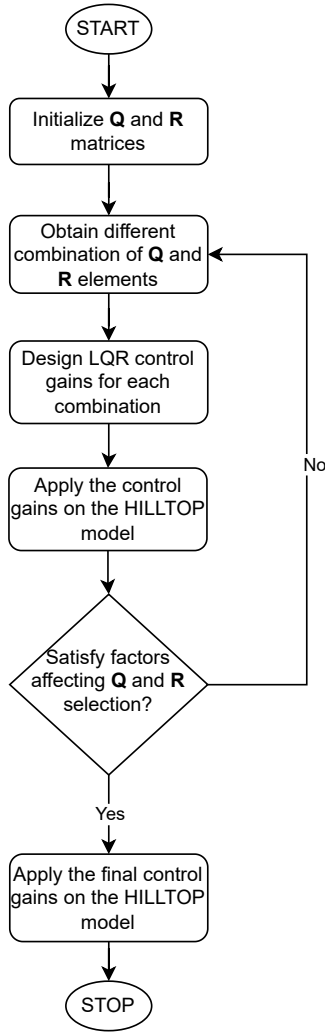 START
Initialize Q and R
matrices
Obtain different
combination of Q and
R elements
Design LQR control
gains for each
combination
No
Apply the control
gains on the HILLTOP
model
Satisfy factors
affecting Q and R
selection?
Yes
Apply the final control
gains on the HILLTOP
model
STOP